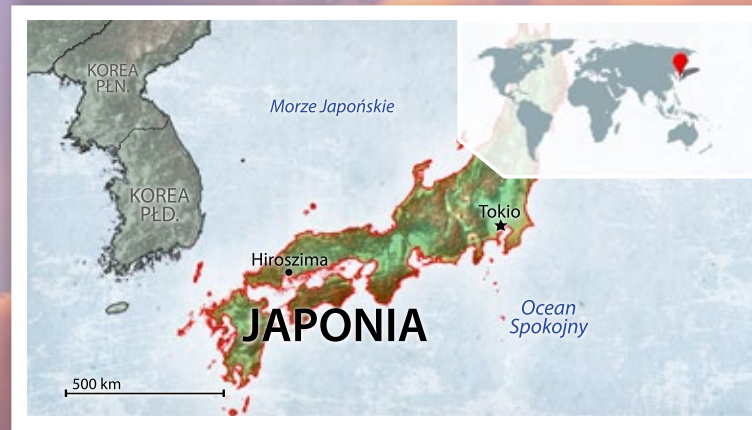 KOREA
PŁN.
Morze Japońskie
KOREA
PŁD.
Tokio
Hiroszima
JAPONIA
Ocean
Spokojny
500 km